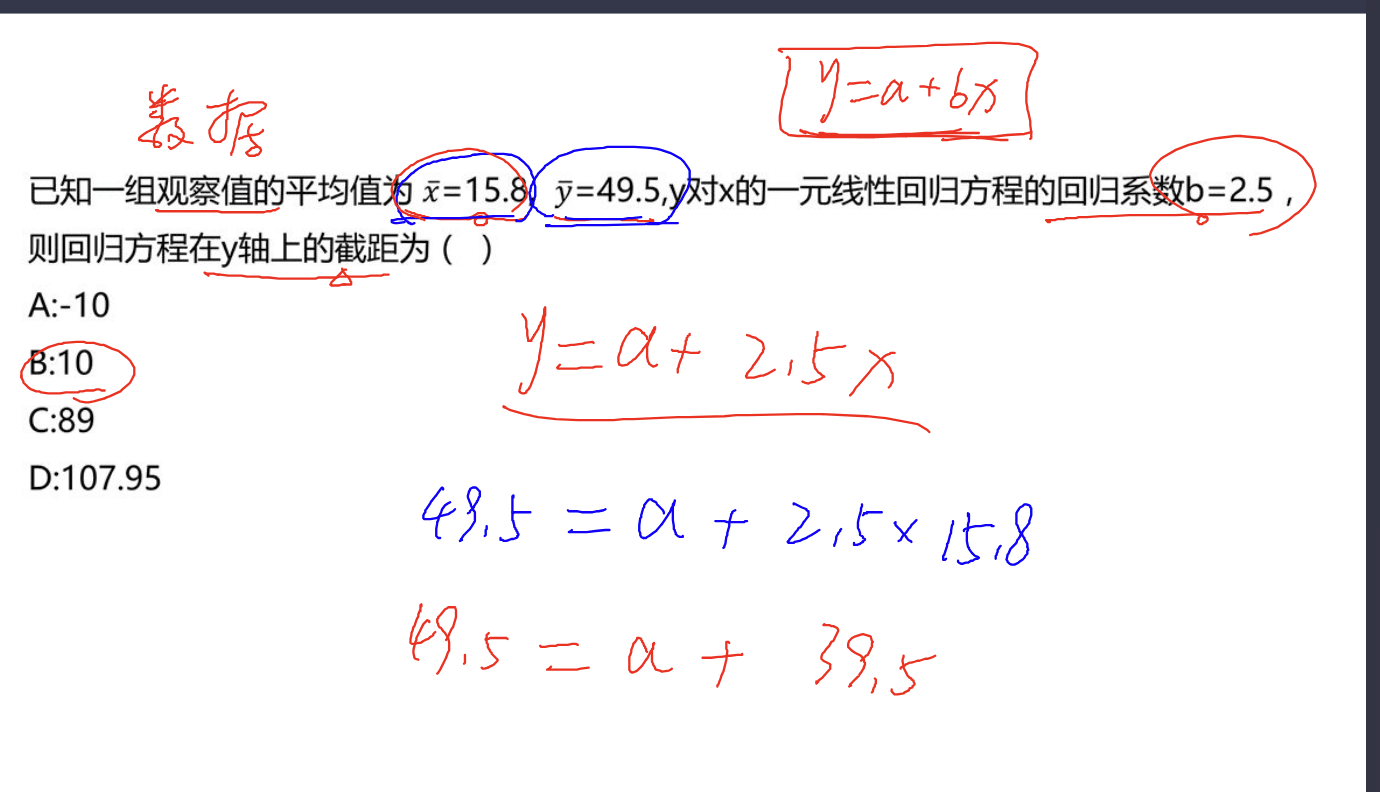 y=a+bx
数据
已知一组观察值的平均值为 x̄=15.8, ȳ=49.5,y对x的一元线性回归方程的回归系数b=2.5，
则回归方程在y轴上的截距为（ ）
A:-10
B:10
C:89
D:107.95
y=a+2.5x
49.5=a+2.5×15.8
49.5=a+39.5